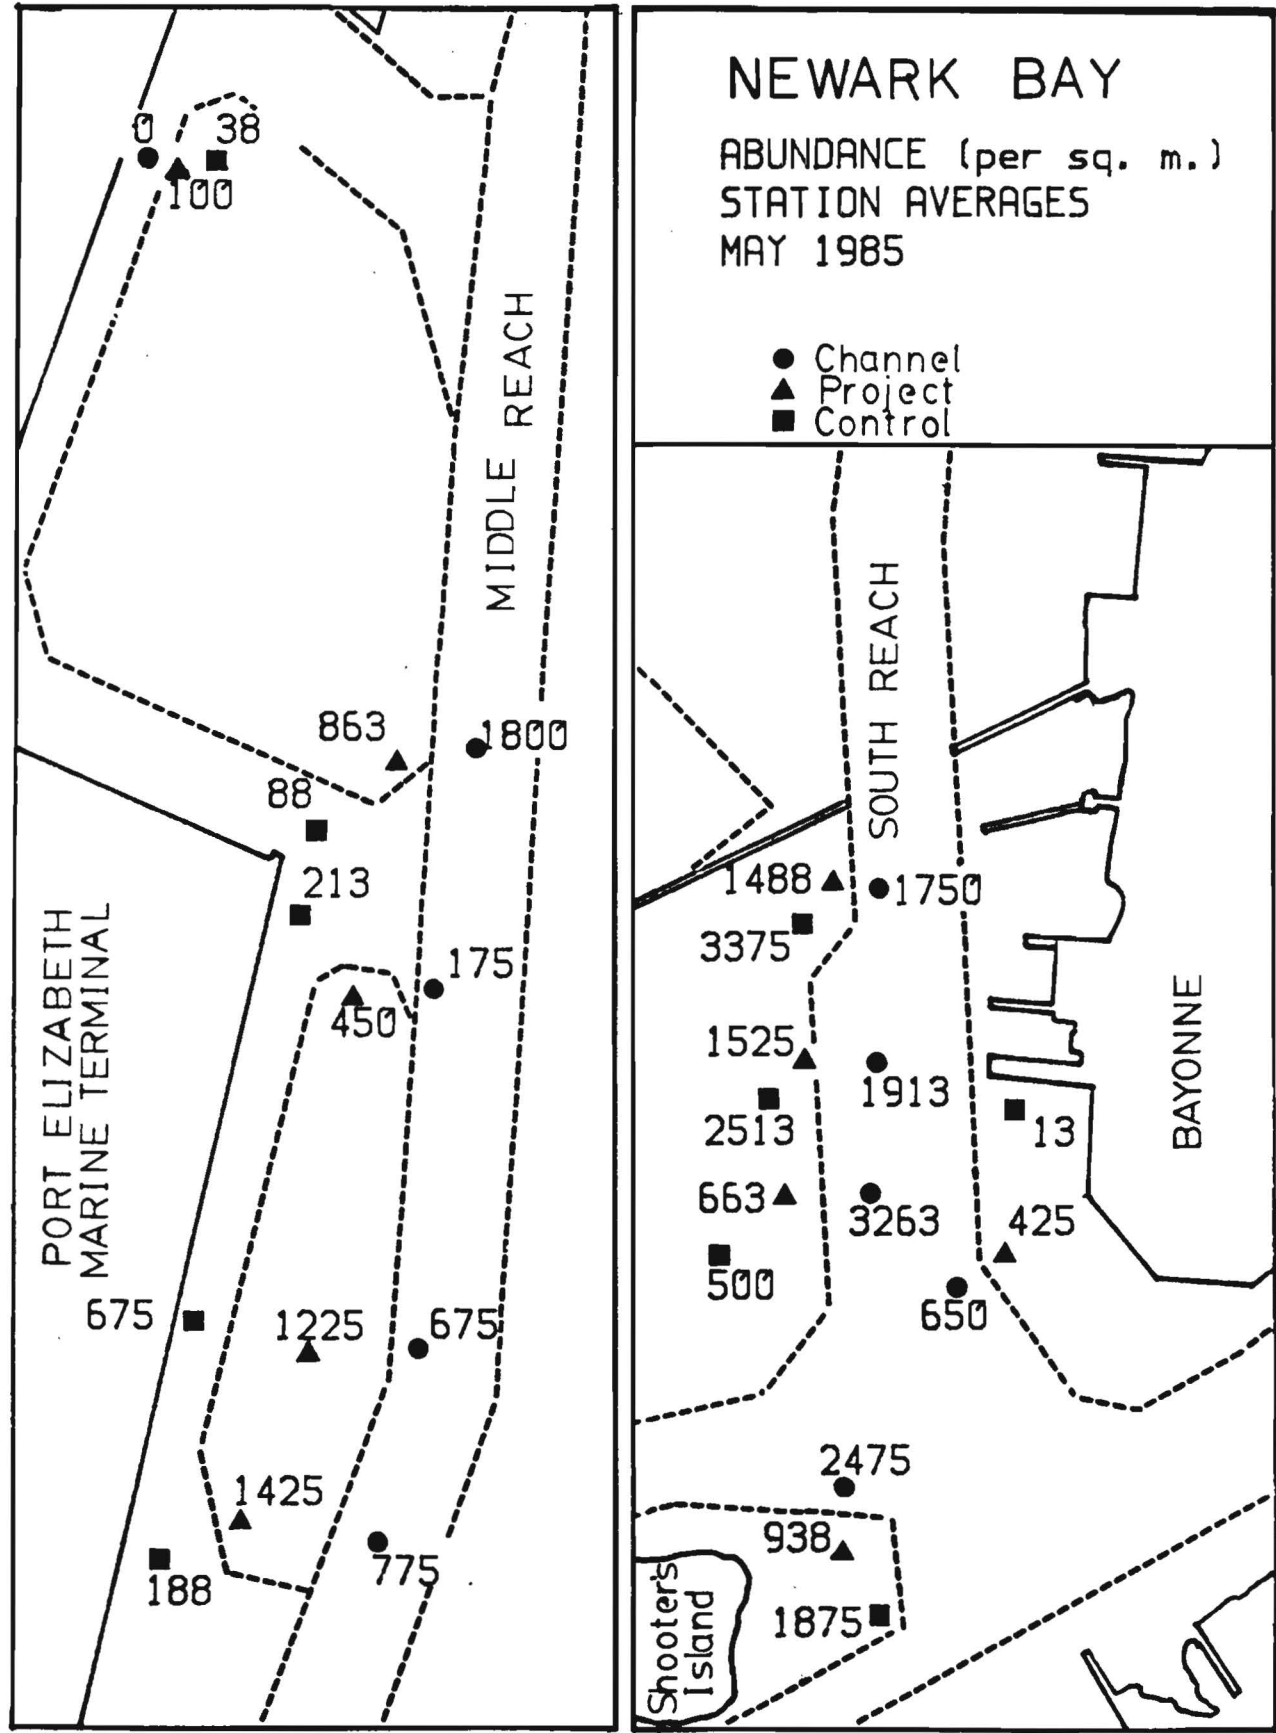 NEWARK BAY
ABUNDANCE (per sq. m.)
STATION AVERAGES
MAY 1985
Channel
Project
Control
0
38
100
MIDDLE REACH
863
1800
88
213
175
450
PORT ELIZABETH
MARINE TERMINAL
675
1225
675
1425
775
188
SOUTH REACH
1488
1750
3375
1525
1913
2513
13
BAYONNE
663
3263
425
500
650
2475
938
1875
Shooter's
Island